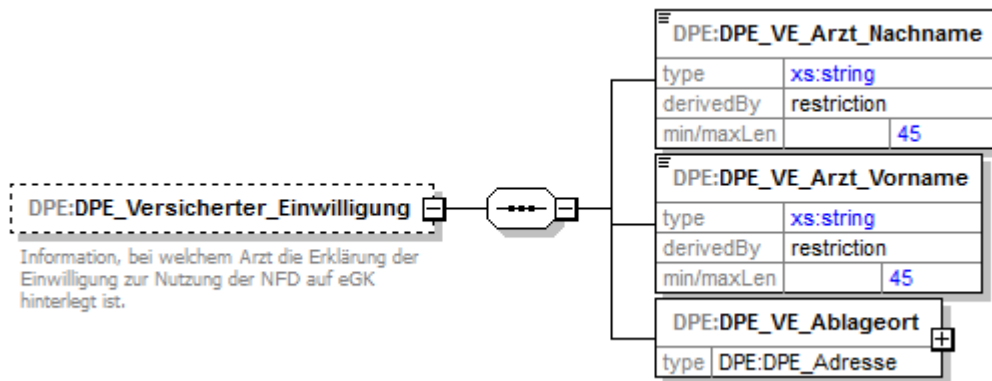 DPE:DPE_VE_Arzt_Nachname
type xs:string
derivedBy restriction
min/maxLen 45
DPE:DPE_VE_Arzt_Vorname
type xs:string
derivedBy restriction
min/maxLen 45
DPE:DPE_Versicherter_Einwilligung
Information, bei welchem Arzt die Erklärung der
Einwilligung zur Nutzung der NFD auf eGK
hinterlegt ist.
DPE:DPE_VE_Ablageort
type DPE:DPE_Adresse